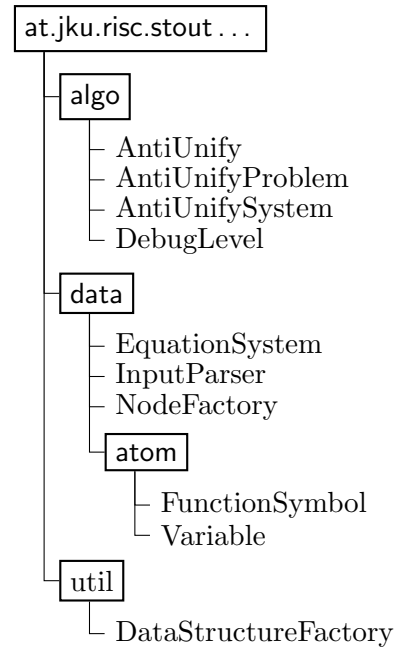 at.jku.risc.stout . . .
algo
AntiUnify
AntiUnifyProblem
AntiUnifySystem
DebugLevel
data
EquationSystem
InputParser
NodeFactory
atom
FunctionSymbol
Variable
util
DataStructureFactory